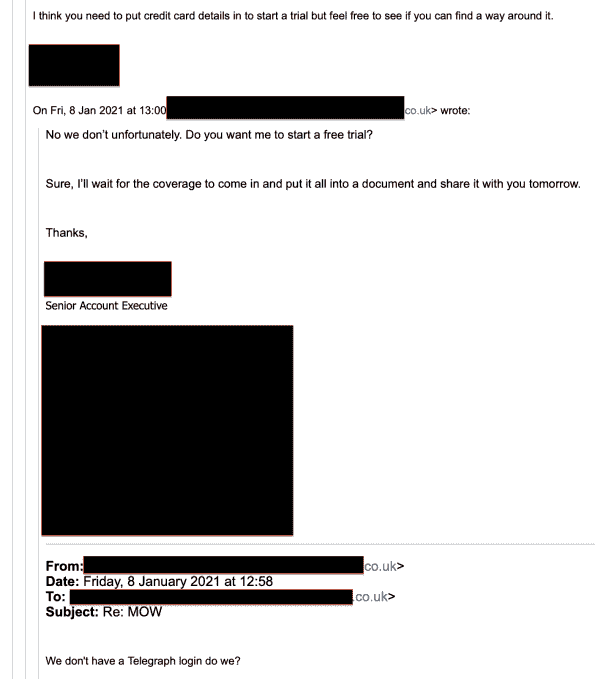 I think you need to put credit card details in to start a trial but feel free to see if you can find a way around it.
On Fri, 8 Jan 2021 at 13:00 co.uk> wrote:
No we don't unfortunately. Do you want me to start a free trial?
Sure, I'll wait for the coverage to come in and put it all into a document and share it with you tomorrow.
Thanks,
Senior Account Executive
From: co.uk>
Date: Friday, 8 January 2021 at 12:58
To: .co.uk>
Subject: Re: MOW
We don't have a Telegraph login do we?